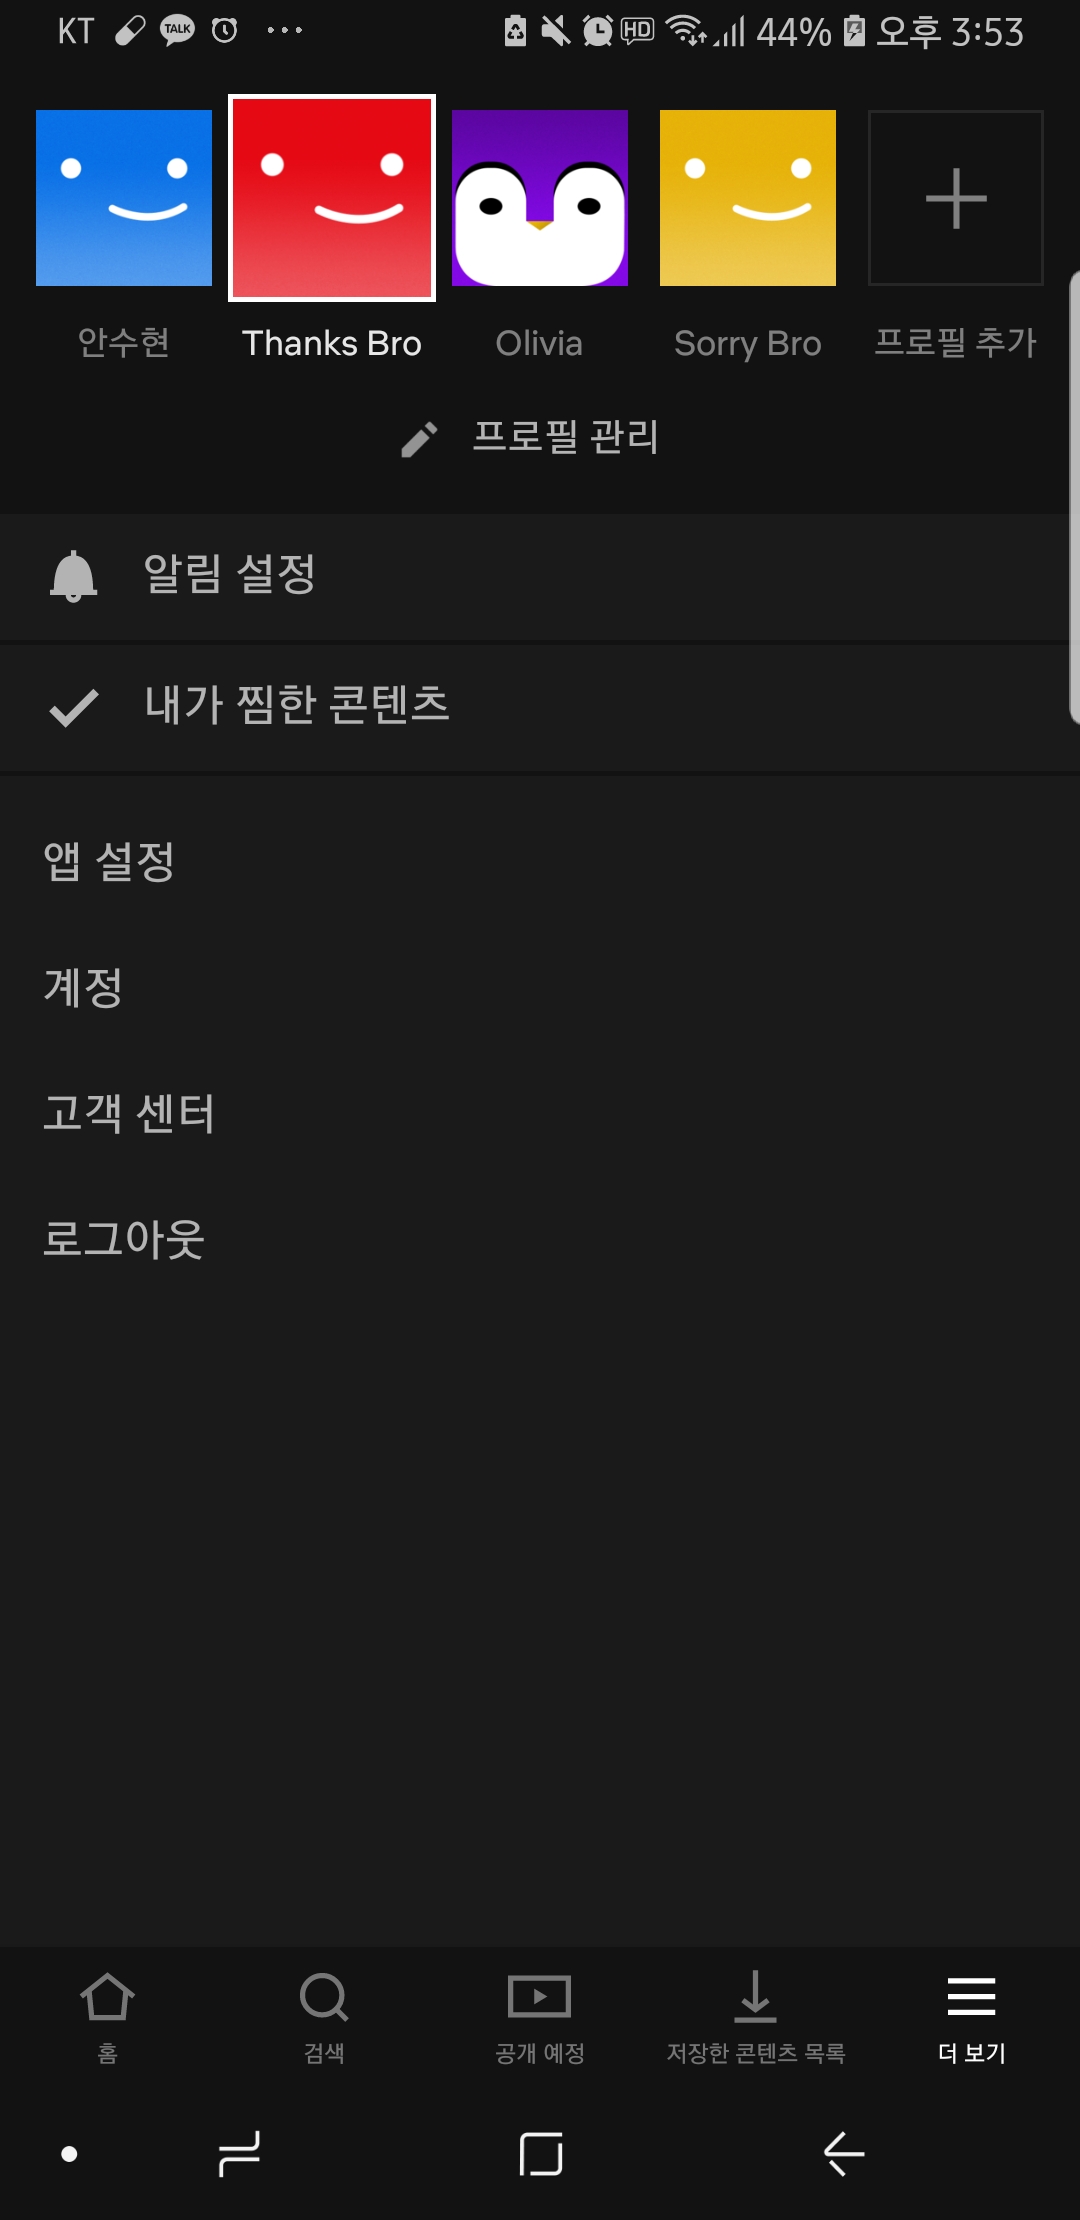 KT TALK HD 44% 오후 3:53
안수현 Thanks Bro Olivia Sorry Bro 프로필 추가
프로필 관리
알림 설정
내가 찜한 콘텐츠
앱 설정
계정
고객 센터
로그아웃
홈 검색 공개 예정 저장한 콘텐츠 목록 더 보기